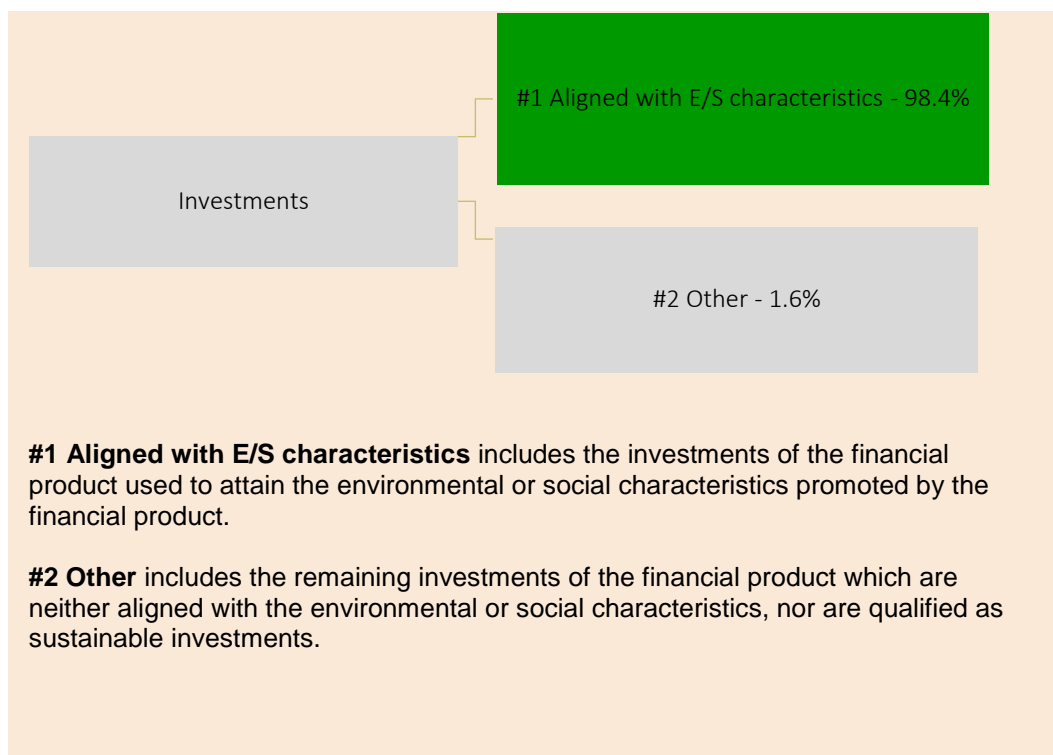 #1 Aligned with E/S characteristics - 98.4%
Investments
#2 Other - 1.6%
#1 Aligned with E/S characteristics includes the investments of the financial
product used to attain the environmental or social characteristics promoted by the
financial product.
#2 Other includes the remaining investments of the financial product which are
neither aligned with the environmental or social characteristics, nor are qualified as
sustainable investments.